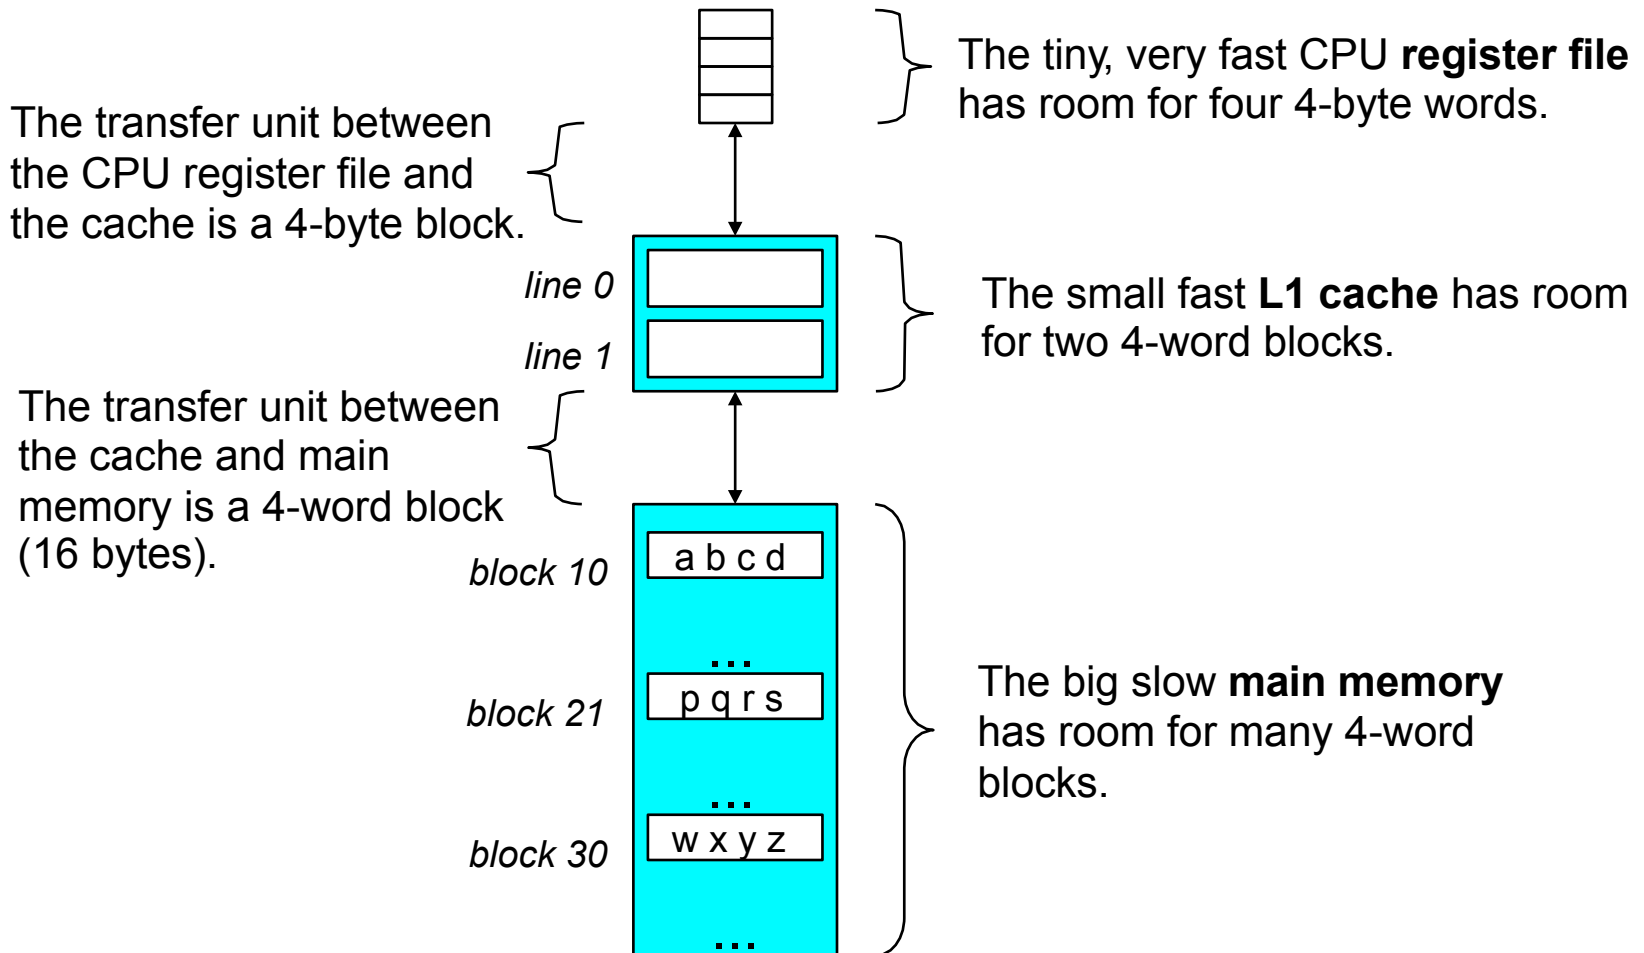 The tiny, very fast CPU register file
has room for four 4-byte words.
The transfer unit between
the CPU register file and
the cache is a 4-byte block.
line 0
line 1
The small fast L1 cache has room
for two 4-word blocks.
The transfer unit between
the cache and main
memory is a 4-word block
(16 bytes).
block 10
a b c d
...
block 21
p q r s
...
block 30
w x y z
...
The big slow main memory
has room for many 4-word
blocks.